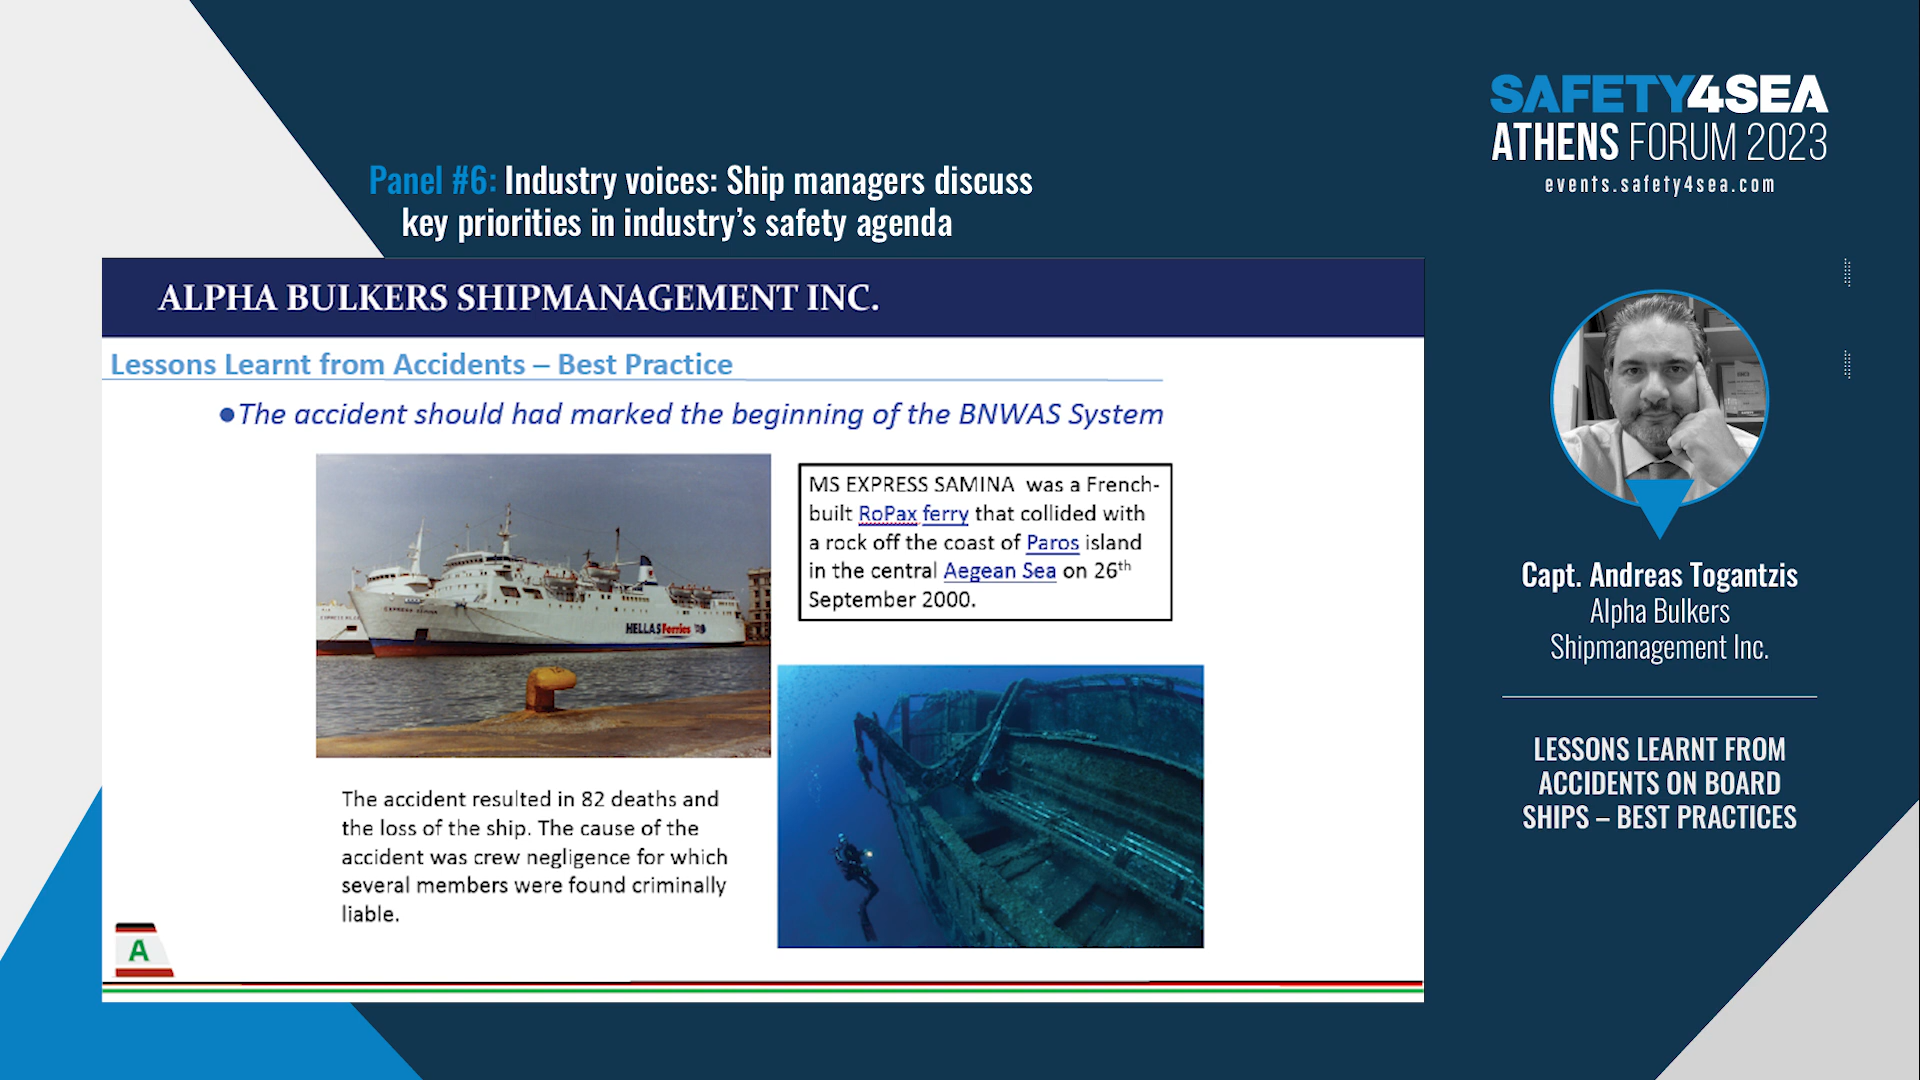 SAFETY4SEA
ATHENS FORUM 2023
events.safety4sea.com
Panel #6: Industry voices: Ship managers discuss
key priorities in industry's safety agenda
ALPHA BULKERS SHIPMANAGEMENT INC.
Lessons Learnt from Accidents – Best Practice
●The accident should had marked the beginning of the BNWAS System
EXPRESS SAMINA
HELLAS Ferries
MS EXPRESS SAMINA was a French-
built RoPax ferry that collided with
a rock off the coast of Paros island
in the central Aegean Sea on 26th
September 2000.
The accident resulted in 82 deaths and
the loss of the ship. The cause of the
accident was crew negligence for which
several members were found criminally
liable.
A
Capt. Andreas Togantzis
Alpha Bulkers
Shipmanagement Inc.
LESSONS LEARNT FROM
ACCIDENTS ON BOARD
SHIPS – BEST PRACTICES